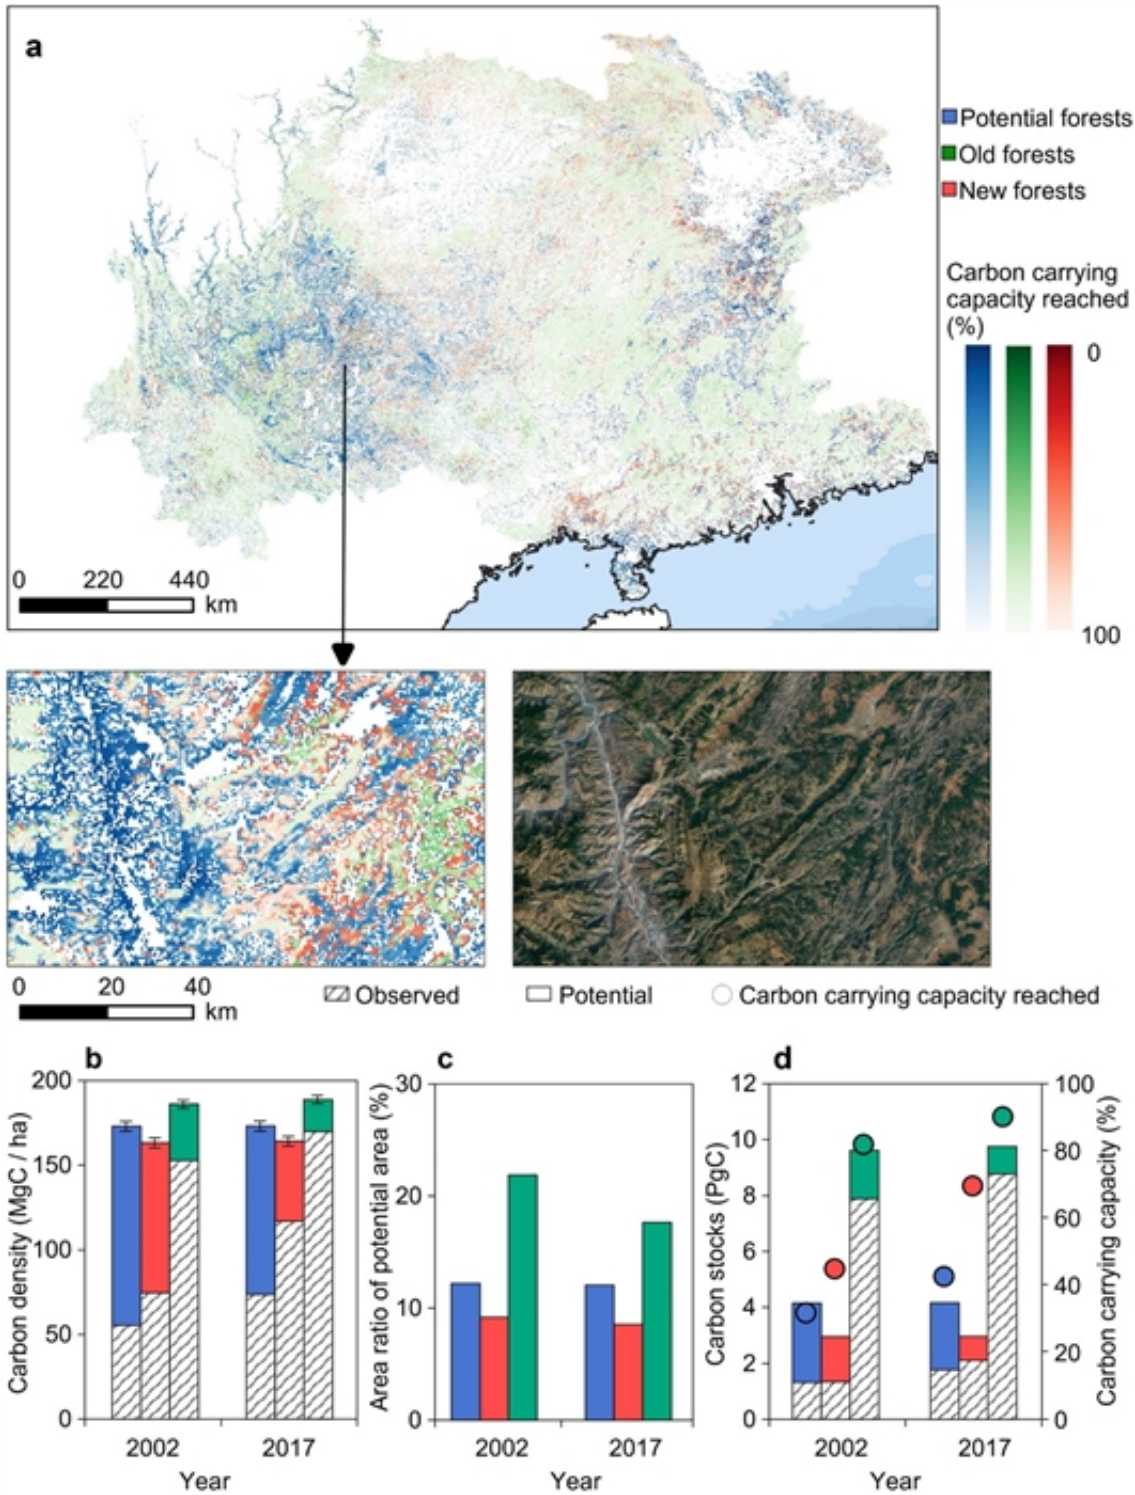 a
Potential forests
Old forests
New forests
Carbon carrying
capacity reached
(%)
0
100
0 220 440
km
0 20 40
km
Observed
Potential
Carbon carrying capacity reached
b
Carbon density (MgC / ha)
200
150
100
50
0
2002 2017
Year
c
Area ratio of potential area (%)
30
20
10
0
2002 2017
Year
d
Carbon stocks (PgC)
12
10
8
6
4
2
0
100
80
60
40
20
0
Carbon carrying capacity (%)
2002 2017
Year